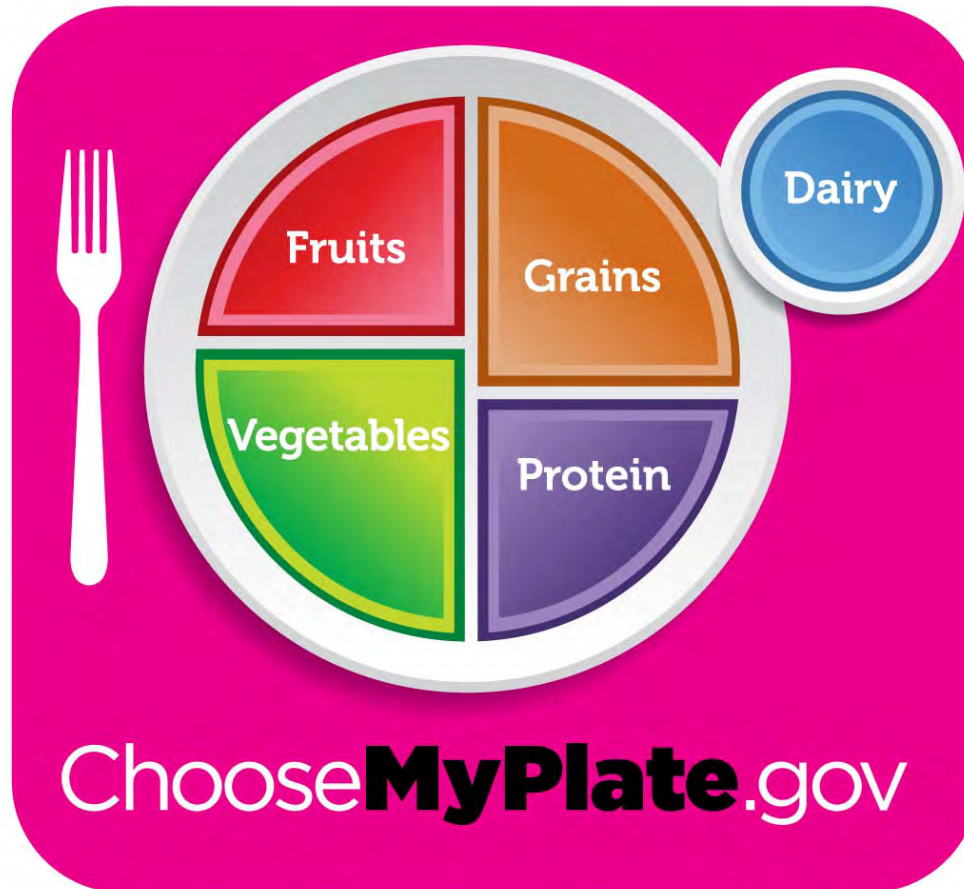 Fruits
Grains
Dairy
Vegetables
Protein
ChooseMyPlate.gov